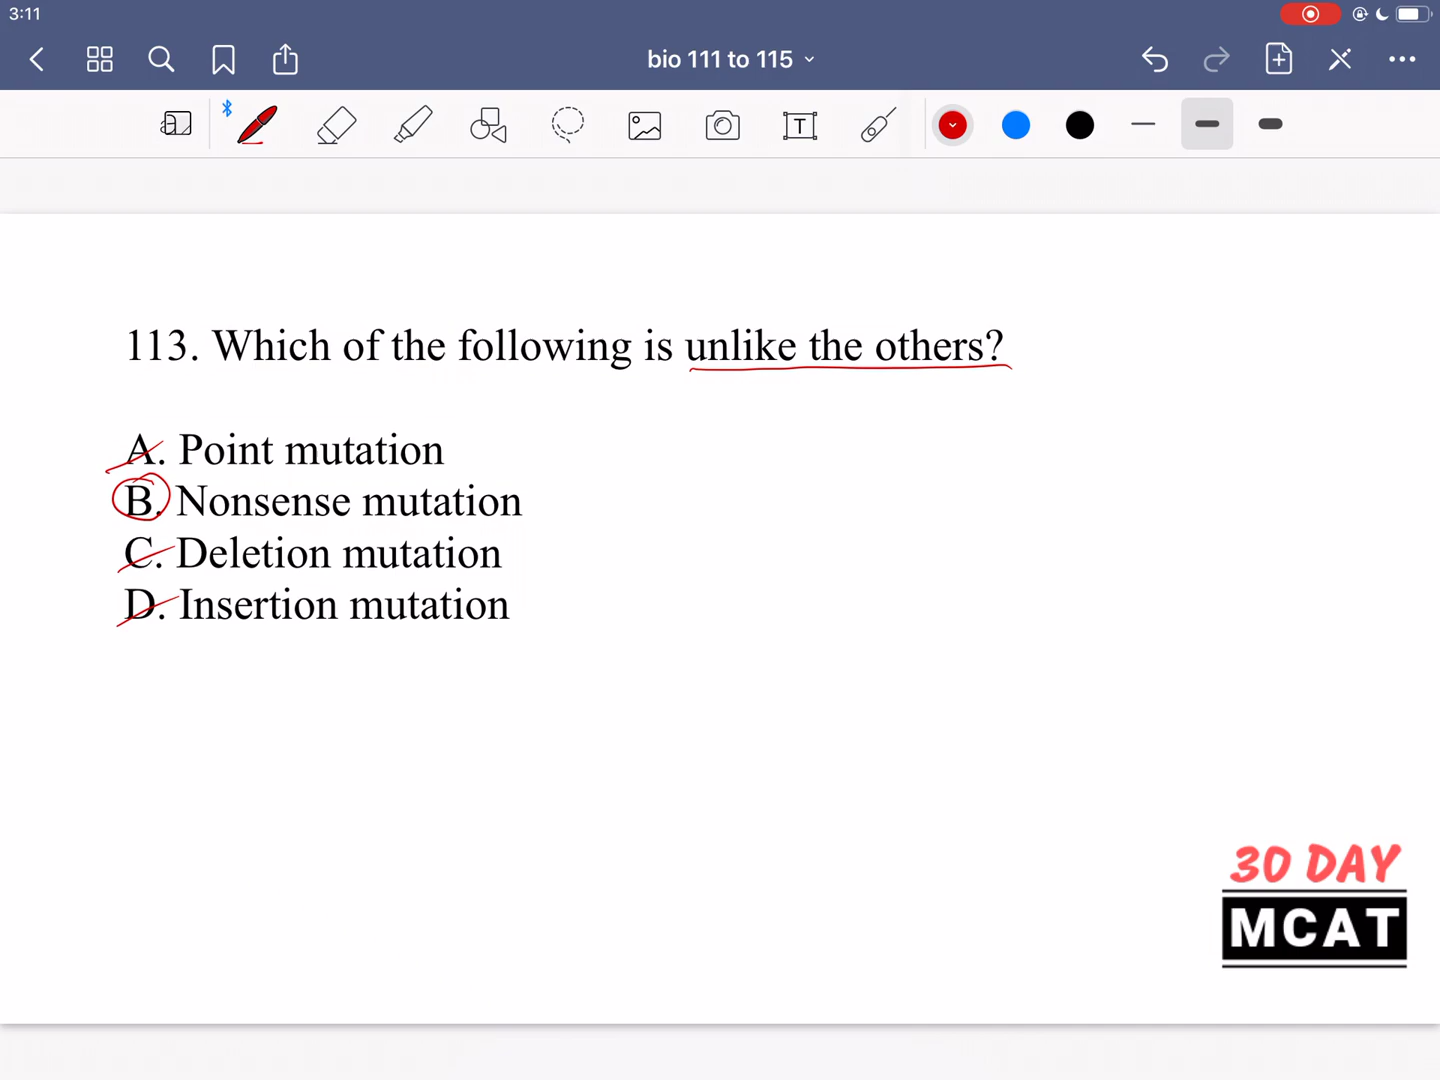 3:11
bio 111 to 115
T
113. Which of the following is unlike the others?
A. Point mutation
B. Nonsense mutation
C. Deletion mutation
D. Insertion mutation
30 DAY
MCAT